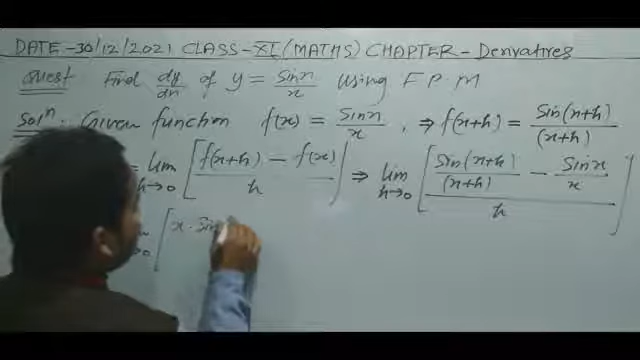 DATE - 30/12/2021 CLASS - XI (MATHS) CHAPTER - Derivatives
Quest Find dy/dx of y = Sinx/x Using F.P.M
Solⁿ. Given function f(x) = Sinx/x , ⇒ f(x+h) = Sin(x+h)/(x+h)
= lim h→0 [ f(x+h) - f(x) / h ] ⇒ lim h→0 [ Sin(x+h)/(x+h) - Sinx/x / h ]
[ x. Sin